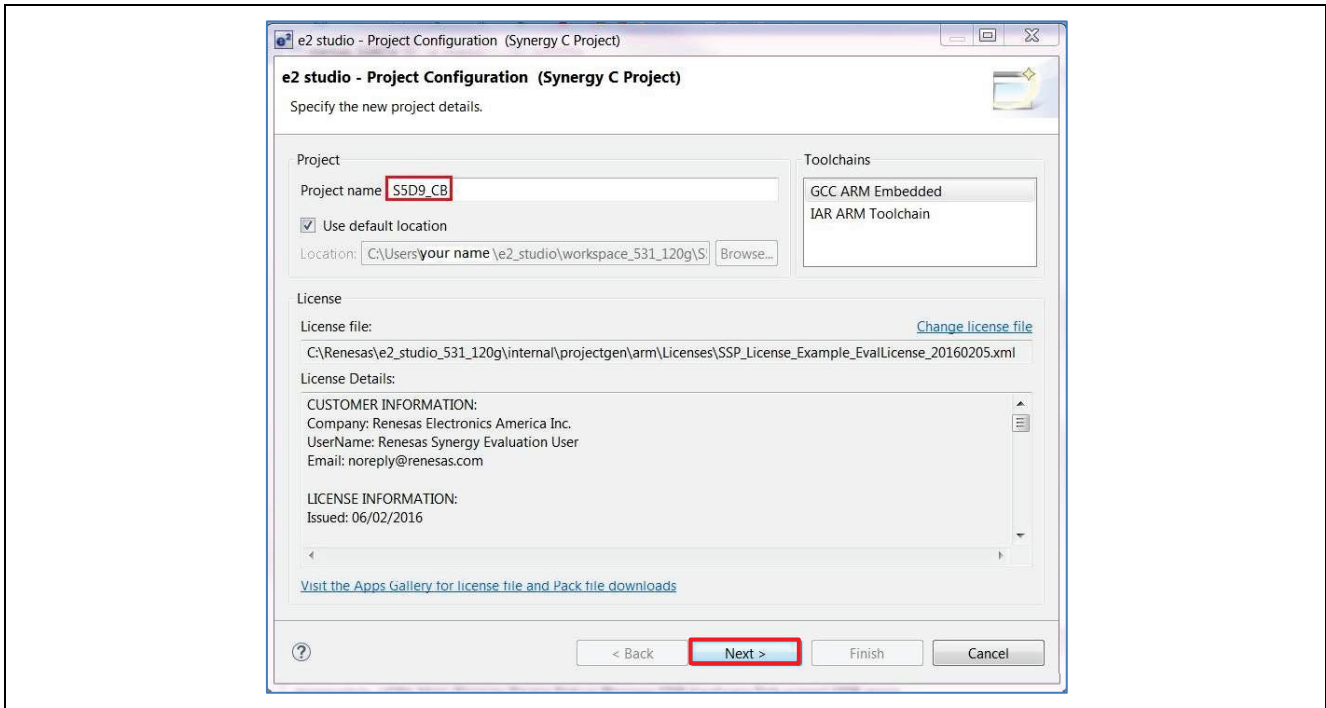 e² e2 studio - Project Configuration (Synergy C Project)
e2 studio - Project Configuration (Synergy C Project)
Specify the new project details.
Project
Project name S5D9_CB
Use default location
Location: C:\Users\your name \e2_studio\workspace_531_120g\S Browse...
Toolchains
GCC ARM Embedded
IAR ARM Toolchain
License
License file:
Change license file
C:\Renesas\e2_studio_531_120g\internal\projectgen\arm\Licenses\SSP_License_Example_EvalLicense_20160205.xml
License Details:
CUSTOMER INFORMATION:
Company: Renesas Electronics America Inc.
UserName: Renesas Synergy Evaluation User
Email: noreply@renesas.com
LICENSE INFORMATION:
Issued: 06/02/2016
Visit the Apps Gallery for license file and Pack file downloads
? < Back Next > Finish Cancel